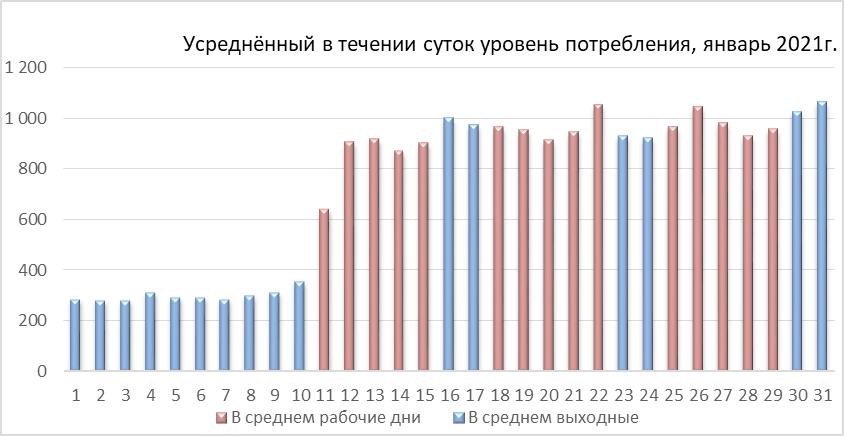 Усреднённый в течении суток уровень потребления, январь 2021г.
1 200
1 000
800
600
400
200
0
1 2 3 4 5 6 7 8 9 10 11 12 13 14 15 16 17 18 19 20 21 22 23 24 25 26 27 28 29 30 31
В среднем рабочие дни В среднем выходные